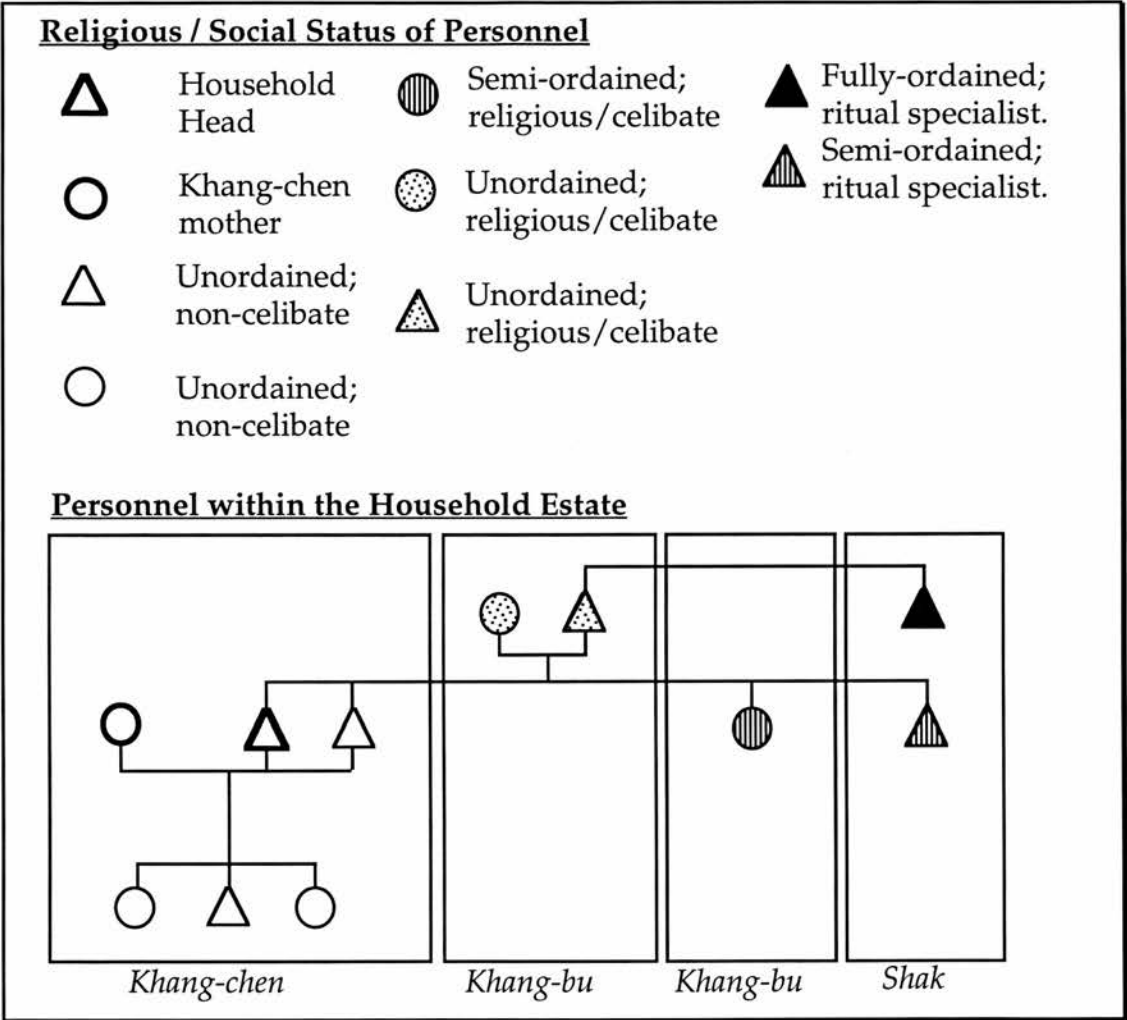 Religious / Social Status of Personnel
Household
Head
Khang-chen
mother
Unordained;
non-celibate
Unordained;
non-celibate
Semi-ordained;
religious/celibate
Unordained;
religious/celibate
Unordained;
religious/celibate
Fully-ordained;
ritual specialist.
Semi-ordained;
ritual specialist.
Personnel within the Household Estate
Khang-chen
Khang-bu
Khang-bu
Shak